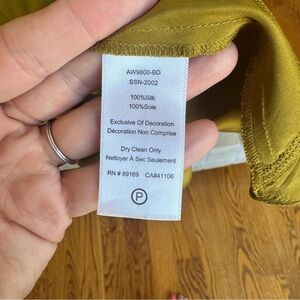 AW9800-BD
SSN-2002
100%Silk
100%Soie
Exclusive Of Decoration
Décoration Non Comprise
Dry Clean Only
Nettoyer À Sec Seulement
RN # 89169 CA#41106
P